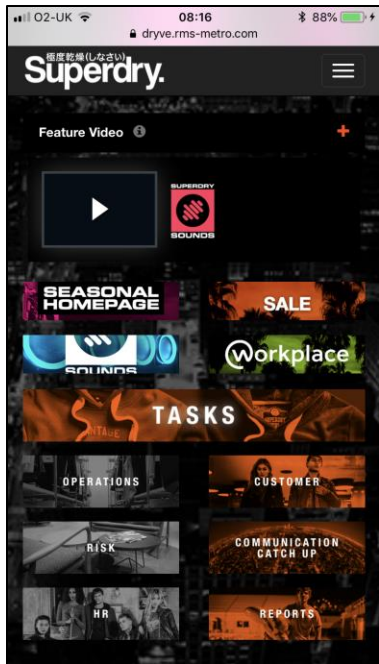 O2-UK 08:16 88%
dryve.rms-metro.com
極度乾燥(しなさい)
Superdry.
Feature Video
SUPERDRY
SOUNDS
SEASONAL
HOMEPAGE
SALE
SOUNDS
Workplace
TASKS
OPERATIONS
CUSTOMER
RISK
COMMUNICATION
CATCH UP
HR
REPORTS